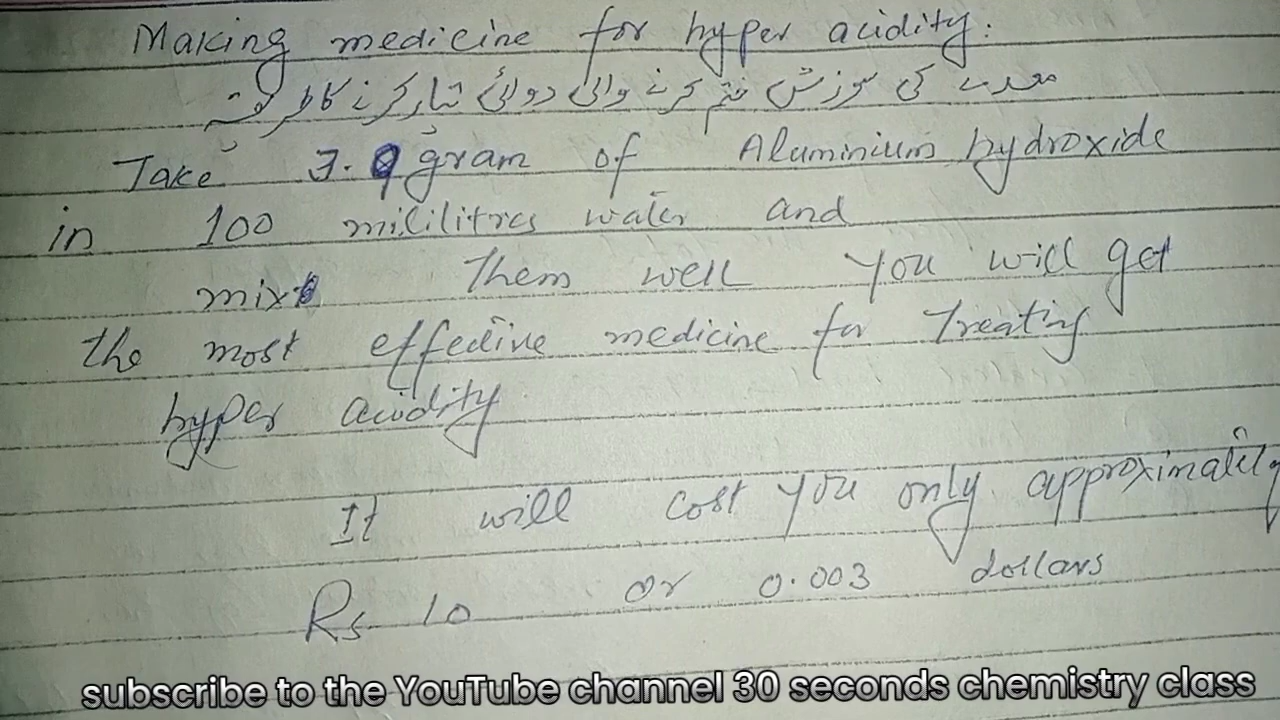 Making medicine for hyper acidity:
معدے کی سوزش ختم کرنے والی دوائی تیار کرنے کا طریقہ
Take 3.9 gram of Aluminium hydroxide
in 100 mililitres water and
mix them well you will get
the most effective medicine for Treating
hyper acidity
It will cost you only approximately
Rs 10 or 0.003 dollars
subscribe to the YouTube channel 30 seconds chemistry class